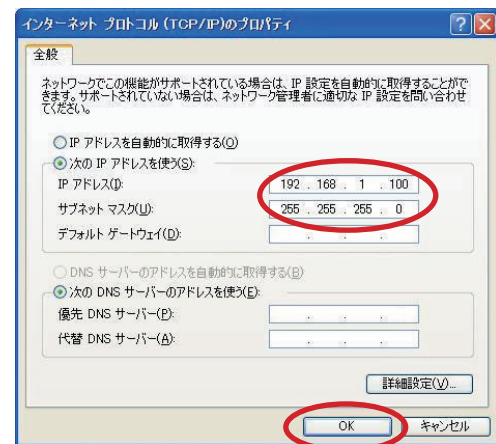 インターネット プロトコル (TCP/IP)のプロパティ
全般
ネットワークでこの機能がサポートされている場合は、IP 設定を自動的に取得することがで
きます。サポートされていない場合は、ネットワーク管理者に適切な IP 設定を問い合わせ
てください。
IP アドレスを自動的に取得する(O)
次の IP アドレスを使う(S):
IP アドレス(I): 192 . 168 . 1 . 100
サブネット マスク(U): 255 . 255 . 255 . 0
デフォルト ゲートウェイ(D): . . .
DNS サーバーのアドレスを自動的に取得する(B)
次の DNS サーバーのアドレスを使う(E):
優先 DNS サーバー(P): . . .
代替 DNS サーバー(A): . . .
詳細設定(V)...
OK キャンセル